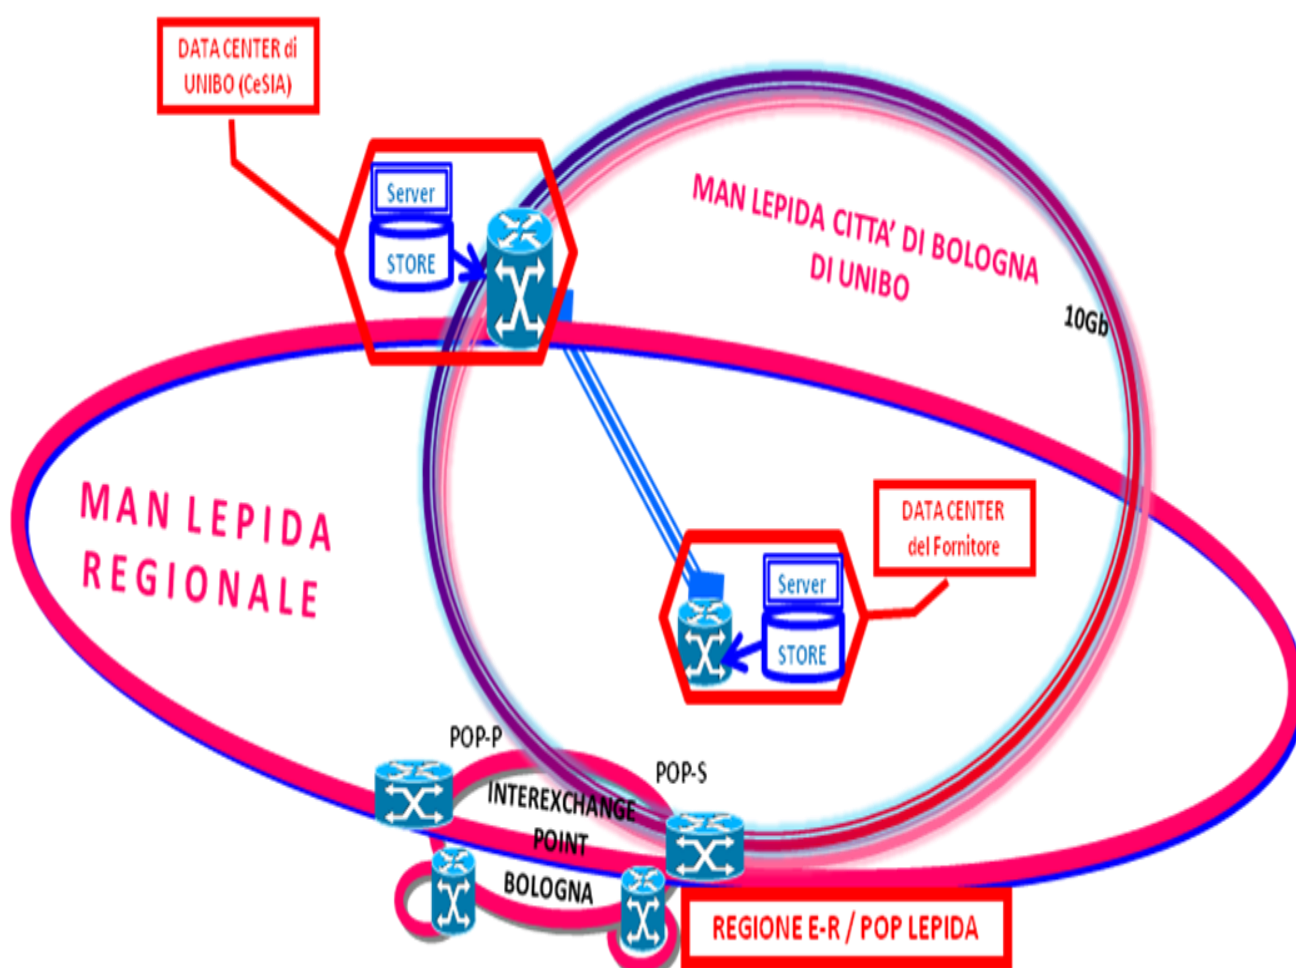 DATA CENTER di
UNIBO (CeSIA)
Server
STORE
MAN LEPIDA CITTA' DI BOLOGNA
DI UNIBO
10Gb
MAN LEPIDA
REGIONALE
DATA CENTER
del Fornitore
Server
STORE
POP-P
POP-S
INTEREXCHANGE
POINT
BOLOGNA
REGIONE E-R / POP LEPIDA